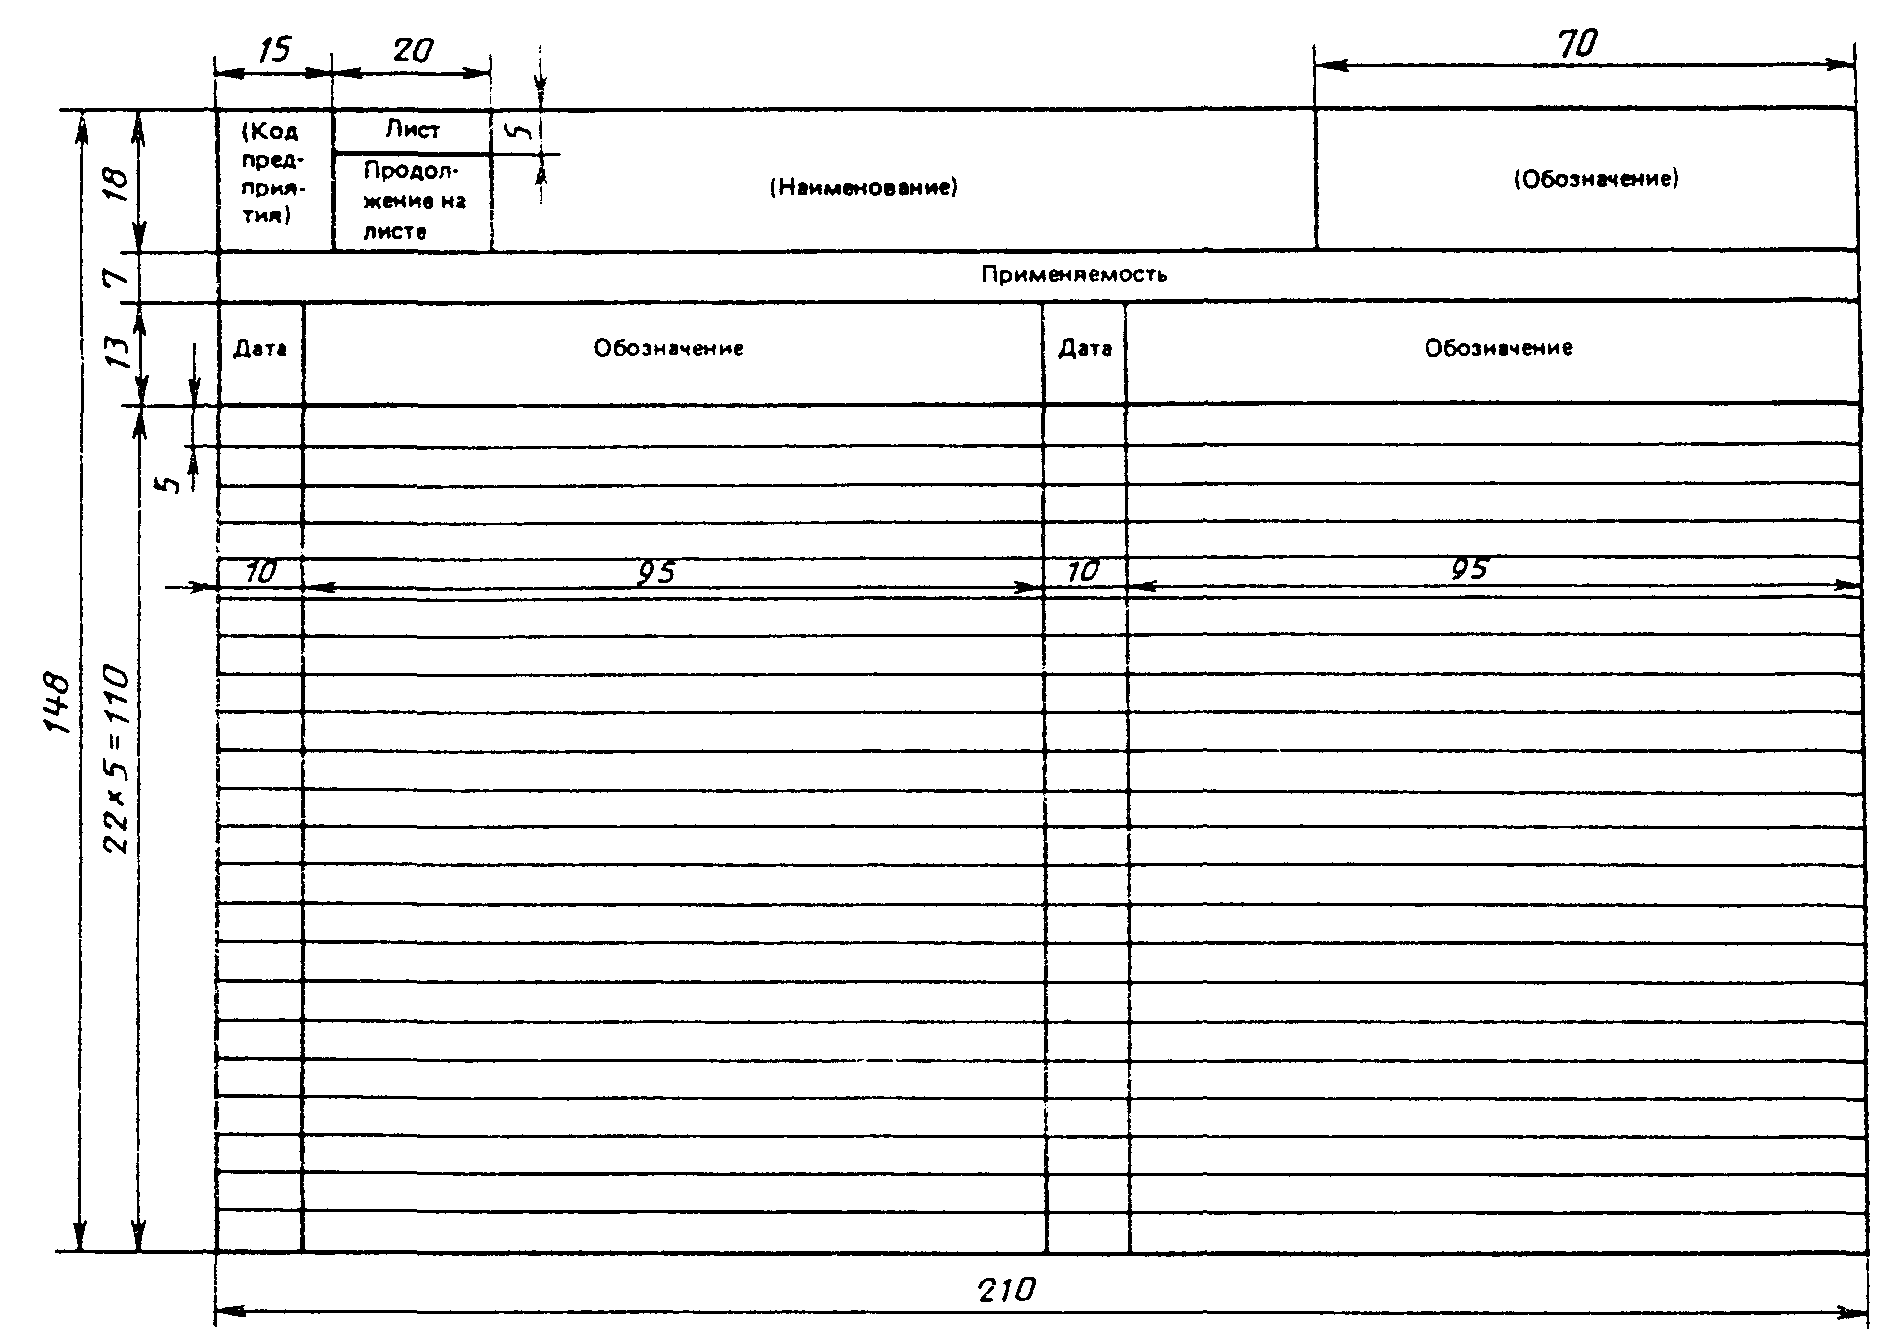 15
20
70
(Код
пред-
прия-
тия)
Лист
5
Продол-
жение на
листе
(Наименование)
(Обозначение)
18
7
Применяемость
13
Дата
Обозначение
Дата
Обозначение
5
10
95
10
95
148
22 x 5 = 110
210